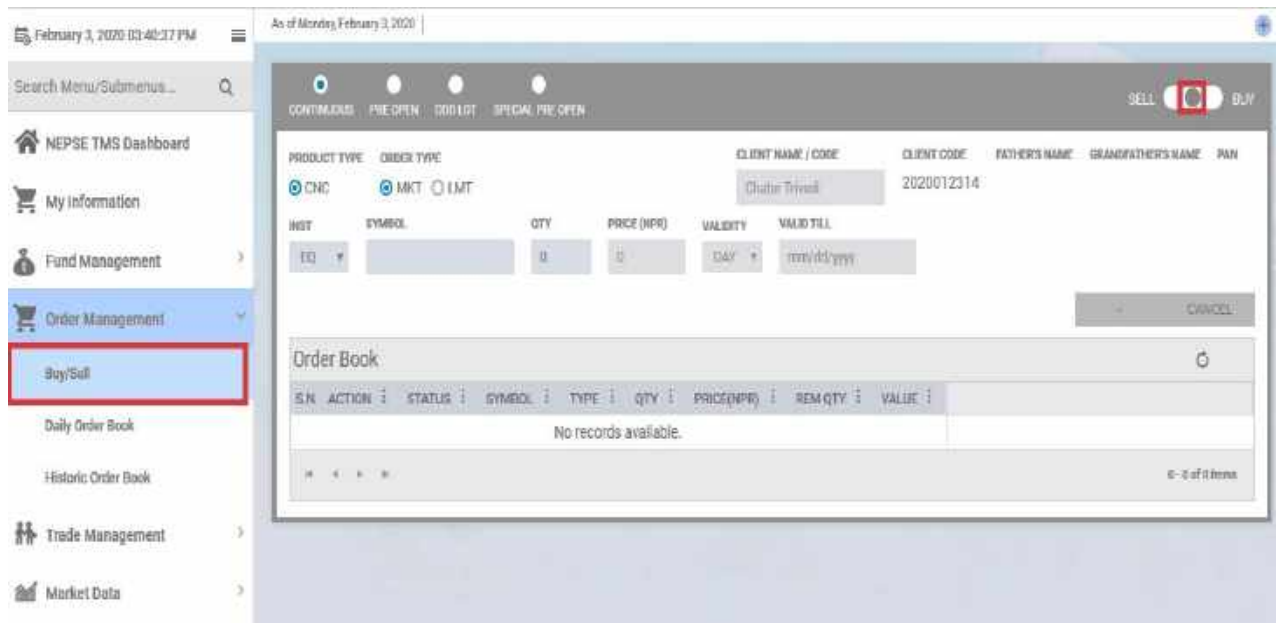 February 3, 2020 03:40:37 PM
As of Monday, February 3, 2020
Search Menu/Submenus...
NEPSE TMS Dashboard
My Information
Fund Management
Order Management
Buy/Sell
Daily Order Book
Historic Order Book
Trade Management
Market Data
CONTINUOUS PRE OPEN ODD LOT SPECIAL PRE OPEN
SELL BUY
PRODUCT TYPE ORDER TYPE CLIENT NAME / CODE CLIENT CODE FATHER'S NAME GRANDFATHER'S NAME PAN
CNC MKT LMT 2020012314
INST SYMBOL QTY PRICE (NPR) VALIDITY VALID TILL
EQ 0 0 DAY mm/dd/yyyy
CANCEL
Order Book
S.N ACTION STATUS SYMBOL TYPE QTY PRICE(NPR) REM QTY VALUE
No records available.
0 - 0 of 0 items